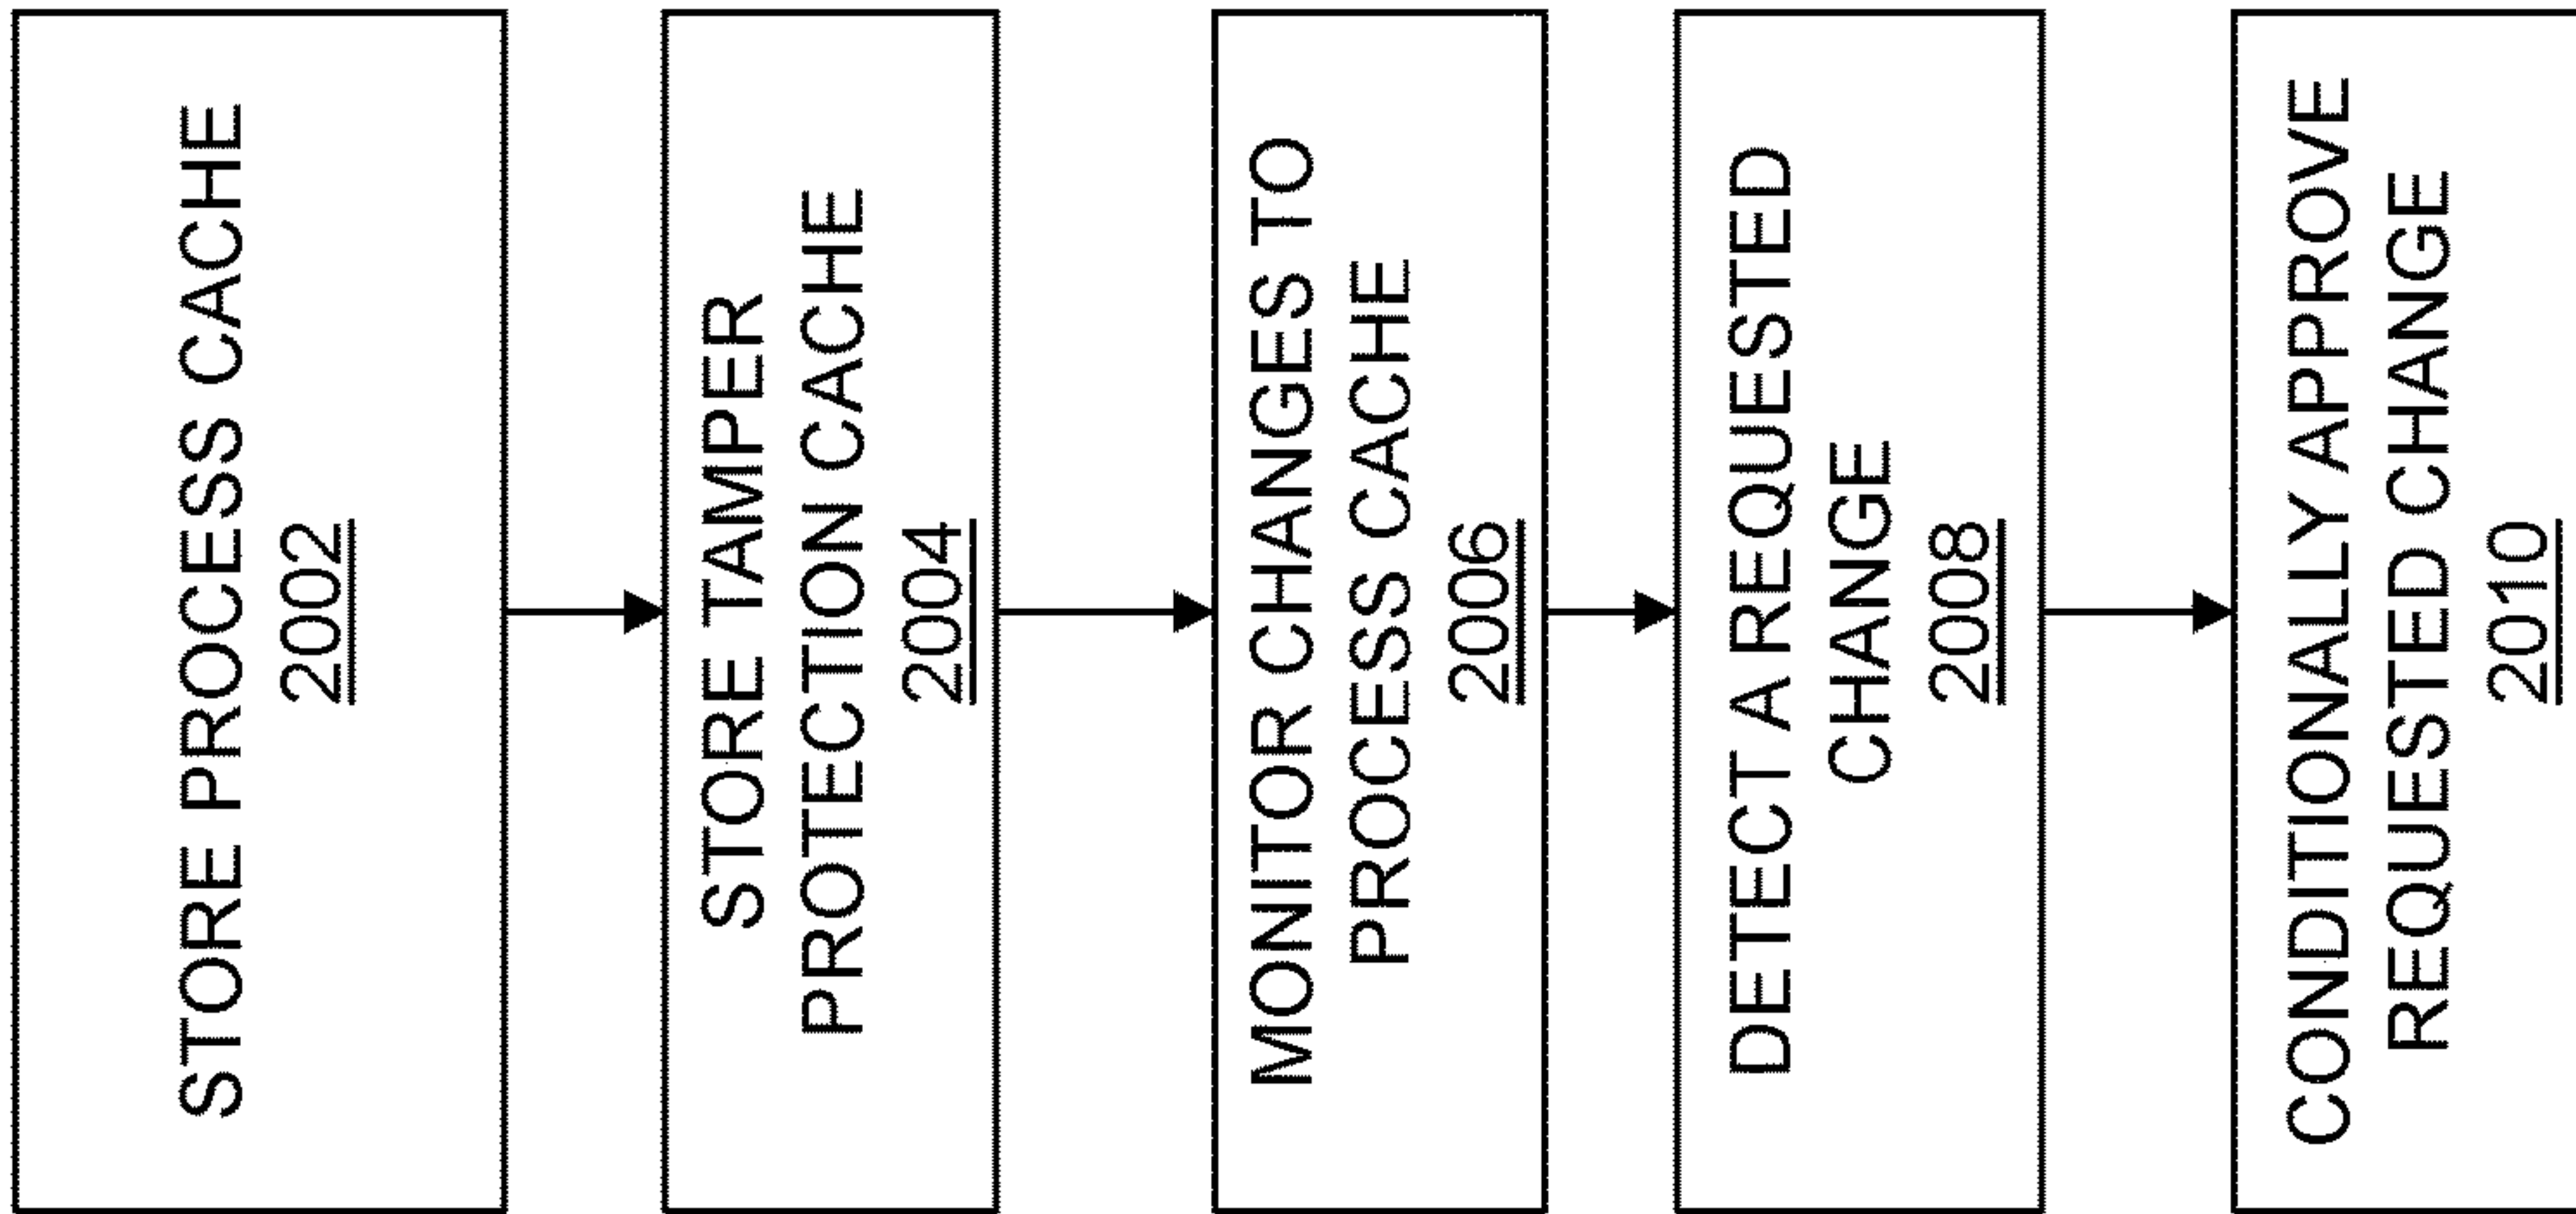 STORE PROCESS CACHE
2002
STORE TAMPER
PROTECTION CACHE
2004
MONITOR CHANGES TO
PROCESS CACHE
2006
DETECT A REQUESTED
CHANGE
2008
CONDITIONALLY APPROVE
REQUESTED CHANGE
2010